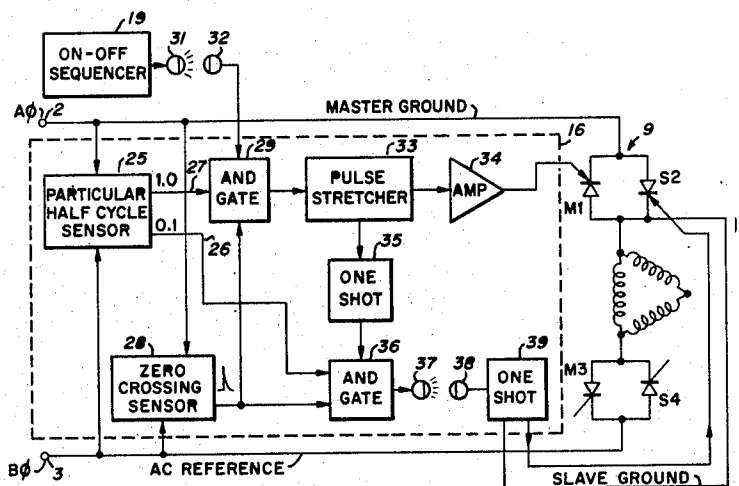 19
ON-OFF
SEQUENCER
31
32
AØ
2
MASTER GROUND
16
9
25
PARTICULAR
HALF CYCLE
SENSOR
1.0
27
0.1
26
29
AND
GATE
33
PULSE
STRETCHER
34
AMP
M1
S2
35
ONE
SHOT
28
ZERO
CROSSING
SENSOR
36
AND
GATE
37
38
39
ONE
SHOT
M3
S4
BØ
3
AC REFERENCE
SLAVE GROUND